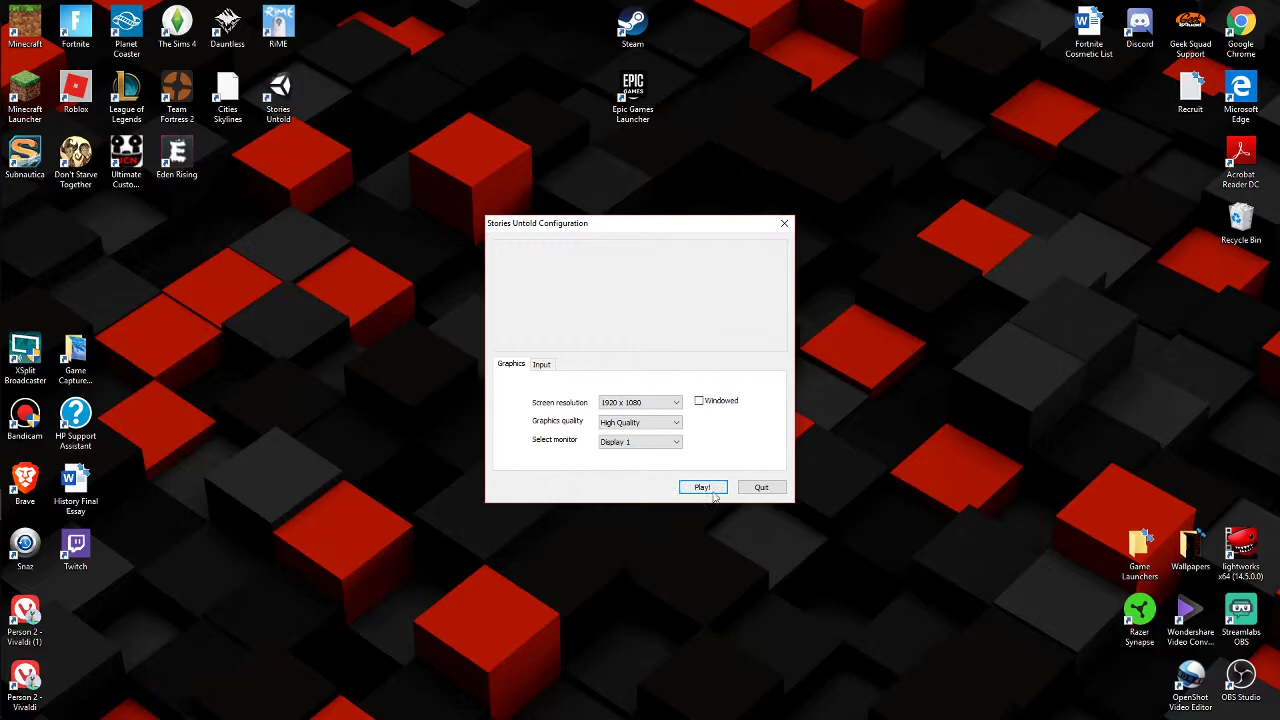 Minecraft
Fortnite
Planet
Coaster
The Sims 4
Dauntless
RiME
Steam
Fortnite
Cosmetic List
Discord
Geek Squad
Support
Google
Chrome
Minecraft
Launcher
Roblox
League of
Legends
Team
Fortress 2
Cities
Skylines
Stories
Untold
EPIC
GAMES
Epic Games
Launcher
Recruit
Microsoft
Edge
Subnautica
Don't Starve
Together
UCN
Ultimate
Custo...
Eden Rising
Acrobat
Reader DC
Recycle Bin
Stories Untold Configuration
Graphics
Input
Screen resolution
1920 x 1080
Windowed
Graphics quality
High Quality
Select monitor
Display 1
Play!
Quit
XSplit
Broadcaster
Game
Capture...
Bandicam
HP Support
Assistant
Brave
History Final
Essay
Snaz
Twitch
Person 2 -
Vivaldi (1)
Person 2 -
Vivaldi
Game
Launchers
Wallpapers
lightworks
x64 (14.5.0.0)
Razer
Synapse
Wondershare
Video Conv...
Streamlabs
OBS
OpenShot
Video Editor
OBS Studio